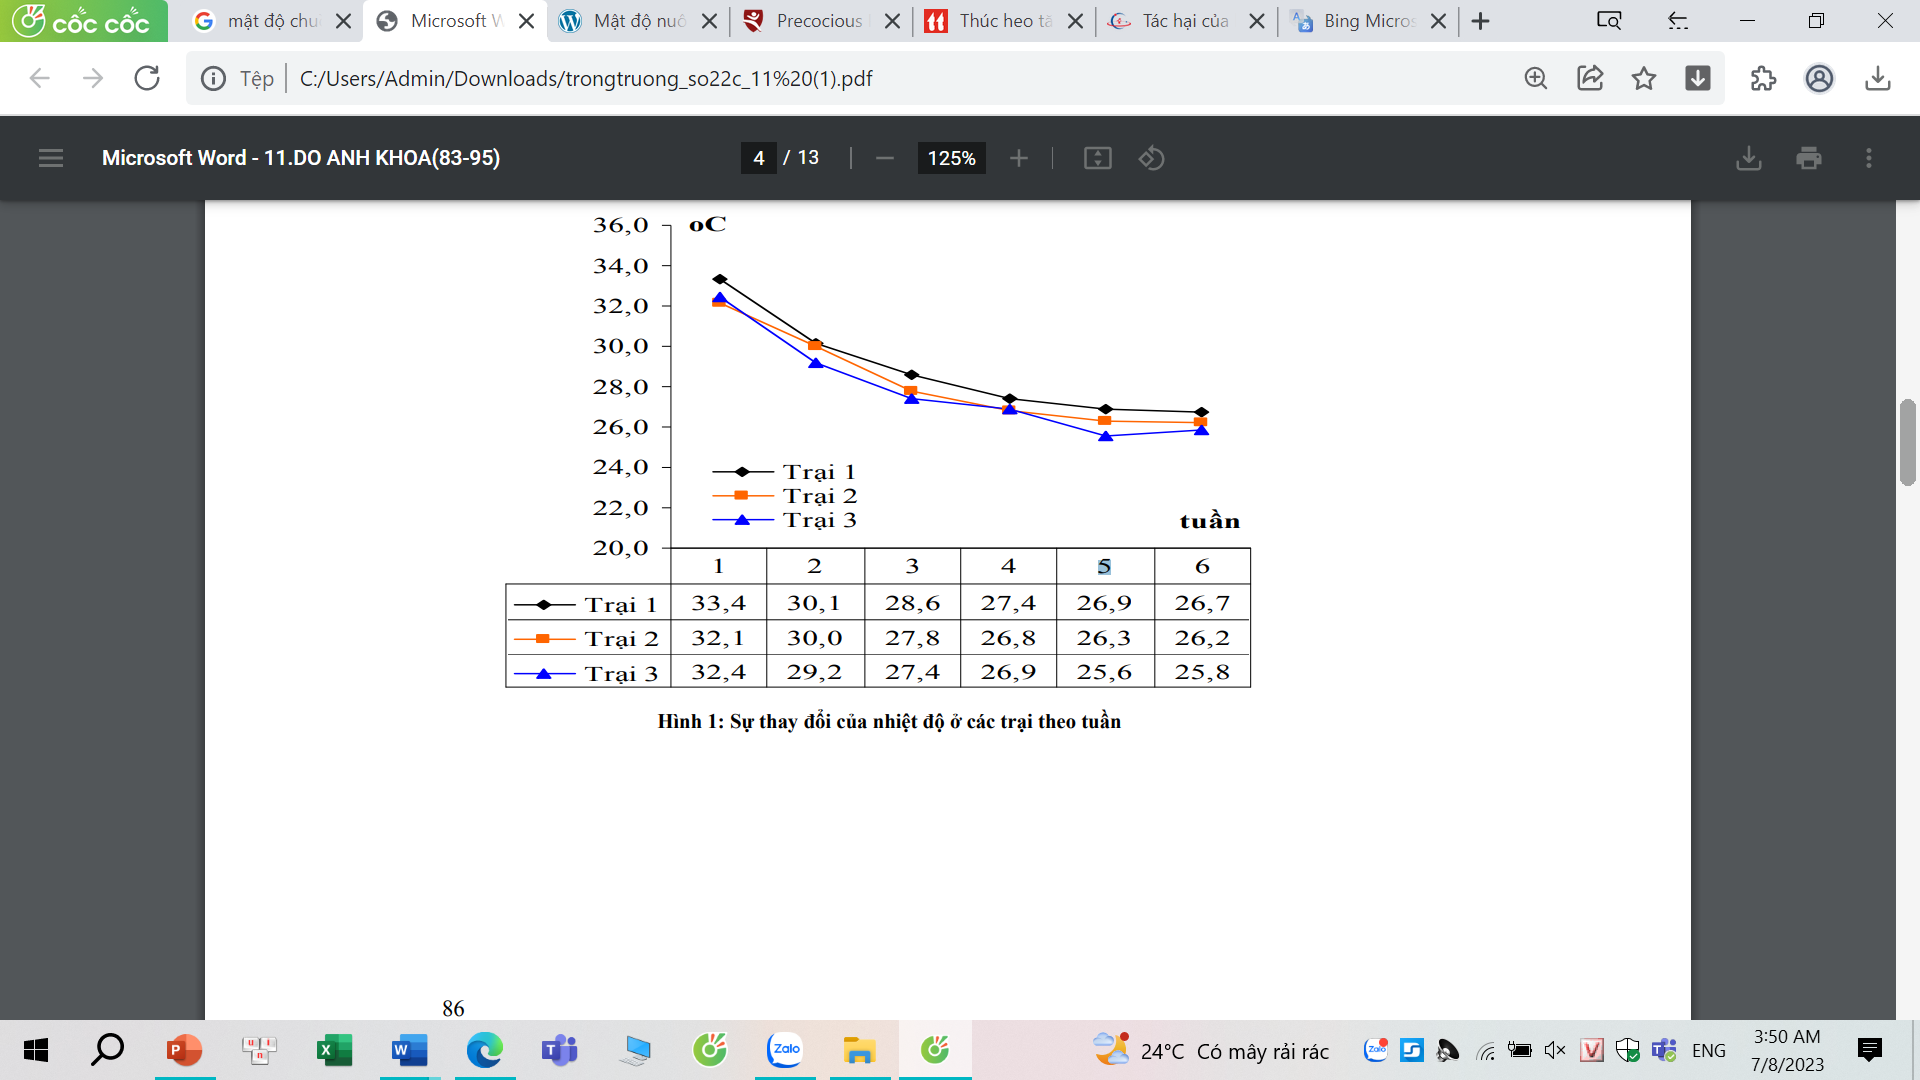 cốc cốc
mật độ chu
Microsoft W
Mật độ nuô
Precocious
Thúc heo tă
Tác hại của
Bing Micros
Tệp
C:/Users/Admin/Downloads/trongtruong_so22c_11%20(1).pdf
Microsoft Word - 11.DO ANH KHOA(83-95)
4 / 13
125%
36,0
oC
34,0
32,0
30,0
28,0
26,0
24,0
22,0
20,0
Trại 1
Trại 2
Trại 3
tuần
1 2 3 4 5 6
Trại 1 33,4 30,1 28,6 27,4 26,9 26,7
Trại 2 32,1 30,0 27,8 26,8 26,3 26,2
Trại 3 32,4 29,2 27,4 26,9 25,6 25,8
Hình 1: Sự thay đổi của nhiệt độ ở các trại theo tuần
86
Zalo
24°C Có mây rải rác
ENG
3:50 AM
7/8/2023